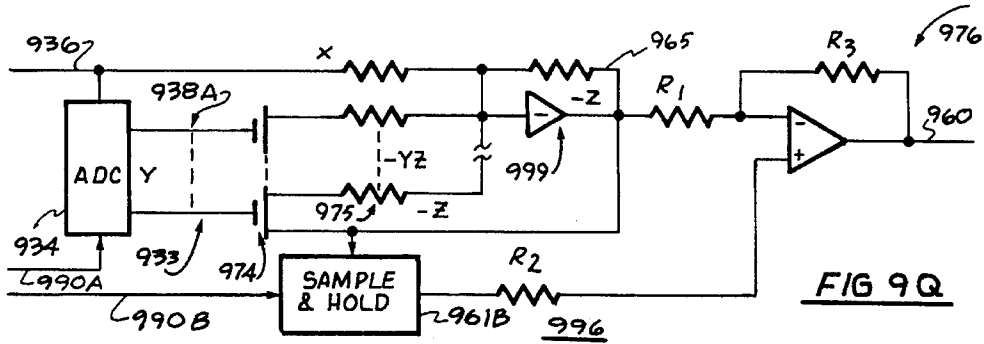 936
X
965
R3
976
938A
-Z
R1
-
960
-
ADC
Y
-YZ
999
+
934
933
974
975
-Z
990A
SAMPLE
& HOLD
R2
990B
961B
996
FIG 9Q